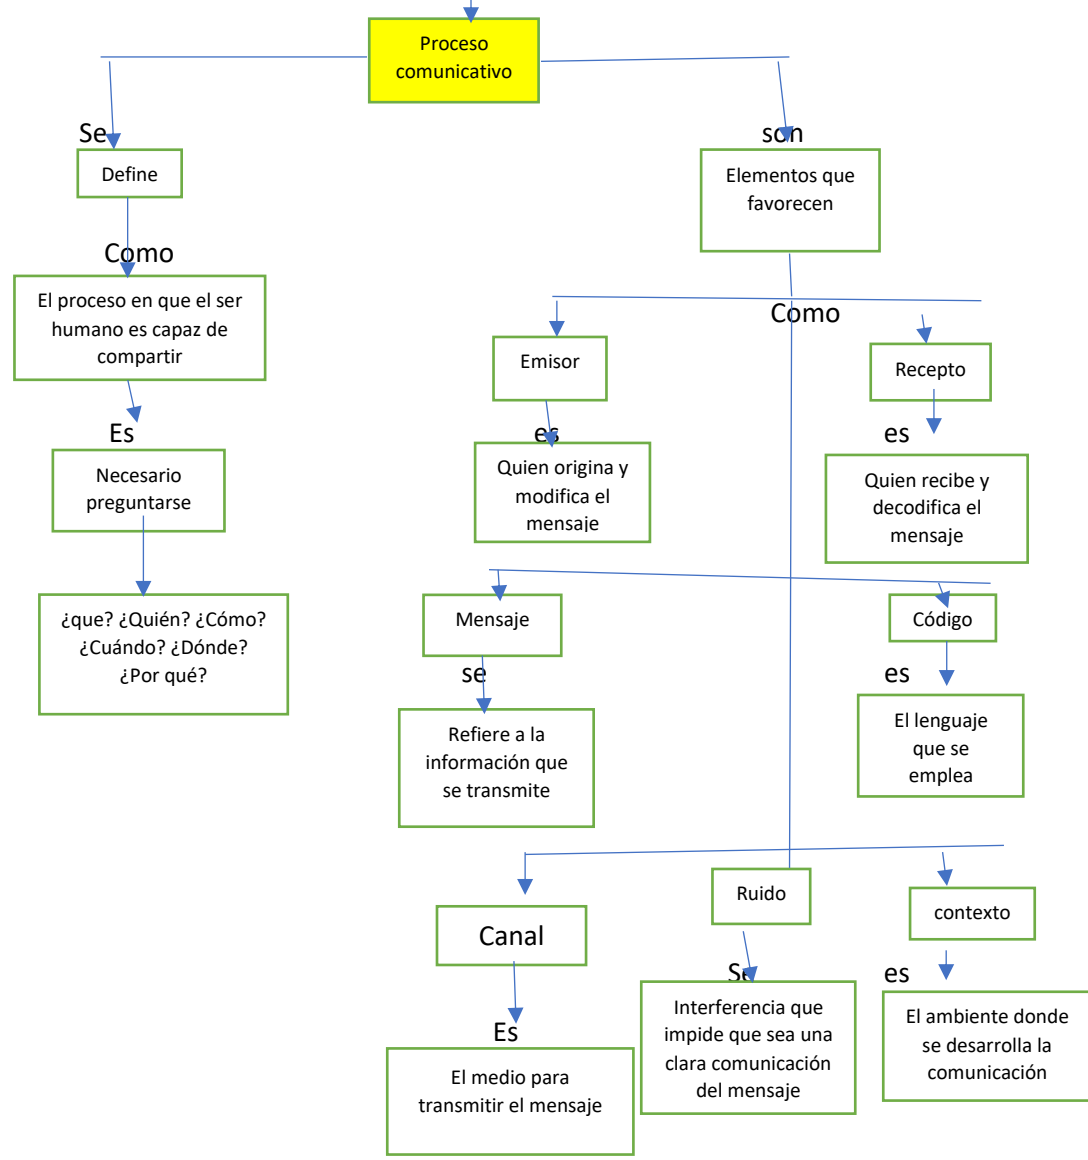 Proceso
comunicativo
Se
Define
Como
El proceso en que el ser
humano es capaz de
compartir
Es
Necesario
preguntarse
¿que? ¿Quién? ¿Cómo?
¿Cuándo? ¿Dónde?
¿Por qué?
son
Elementos que
favorecen
Como
Emisor
es
Quien origina y
modifica el
mensaje
Recepto
es
Quien recibe y
decodifica el
mensaje
Mensaje
se
Refiere a la
información que
se transmite
Código
es
El lenguaje
que se
emplea
Canal
Es
El medio para
transmitir el mensaje
Ruido
Se
Interferencia que
impide que sea una
clara comunicación
del mensaje
contexto
es
El ambiente donde
se desarrolla la
comunicación